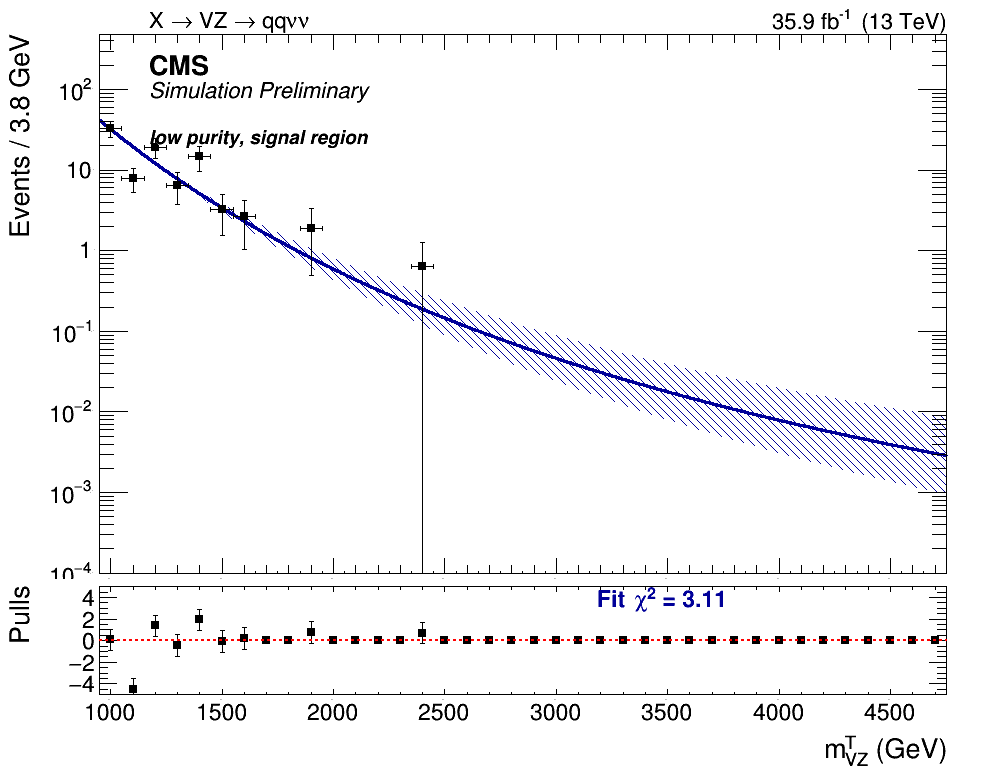 X → VZ → qqνν
35.9 fb⁻¹ (13 TeV)
CMS
Simulation Preliminary
low purity, signal region
Events / 3.8 GeV
10²
10
1
10⁻¹
10⁻²
10⁻³
10⁻⁴
Pulls
4
2
0
−2
−4
Fit χ² = 3.11
1000 1500 2000 2500 3000 3500 4000 4500
m^T_VZ (GeV)